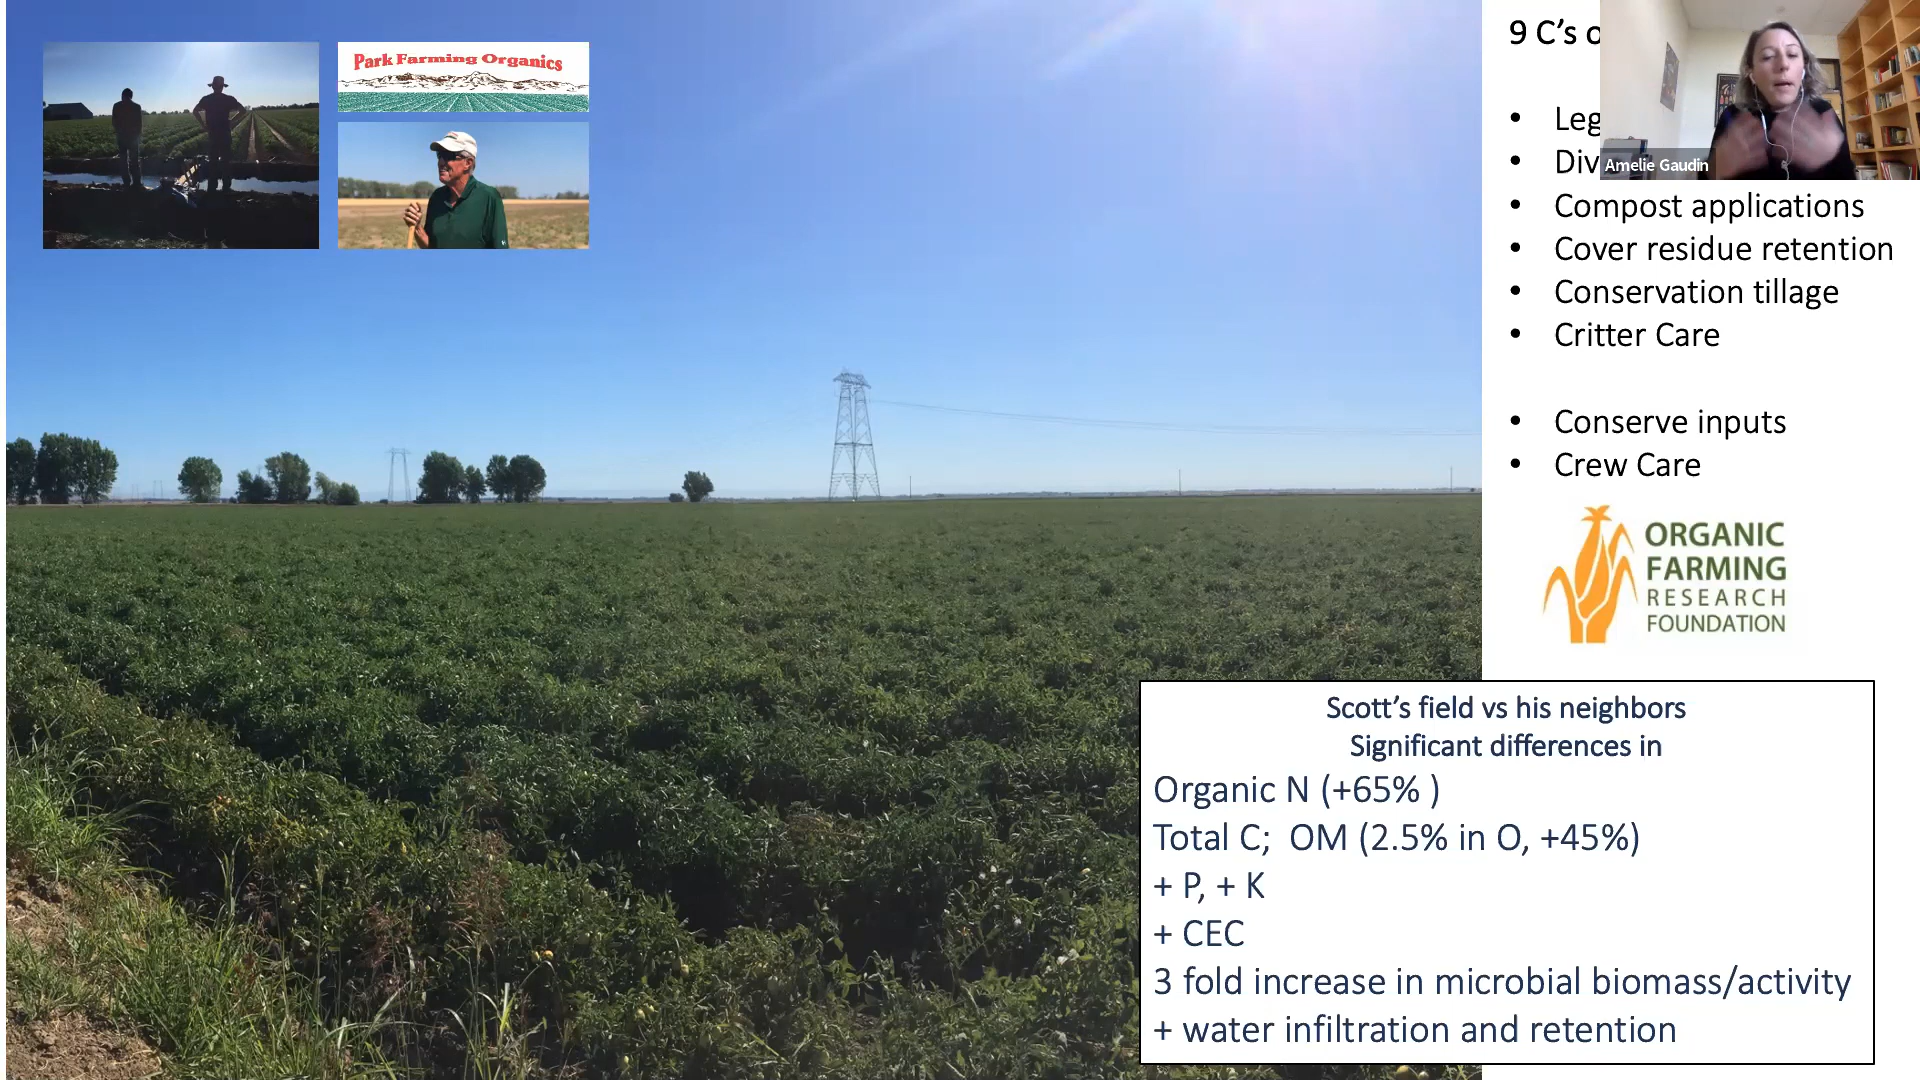 Park Farming Organics
9 C's
Amelie Gaudin
• Compost applications
• Cover residue retention
• Conservation tillage
• Critter Care
• Conserve inputs
• Crew Care
ORGANIC
FARMING
RESEARCH
FOUNDATION
Scott's field vs his neighbors
Significant differences in
Organic N (+65% )
Total C;  OM (2.5% in O, +45%)
+ P, + K
+ CEC
3 fold increase in microbial biomass/activity
+ water infiltration and retention